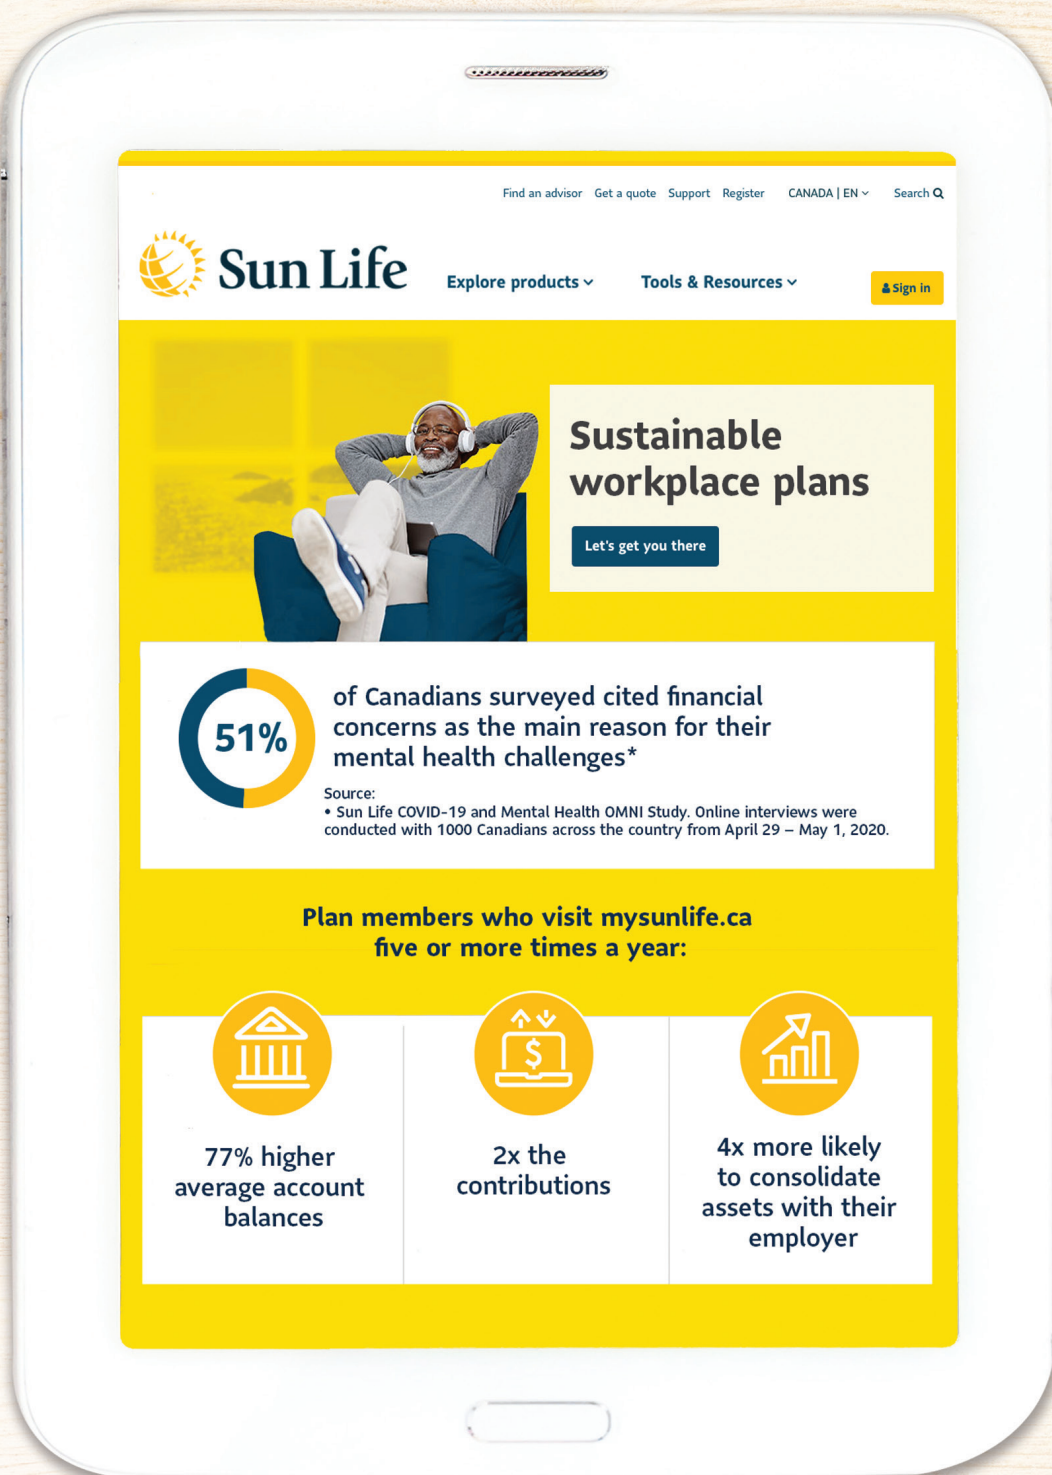 Find an advisor Get a quote Support Register CANADA | EN Search
Sun Life
Explore products Tools & Resources Sign in
Sustainable
workplace plans
Let's get you there
51%
of Canadians surveyed cited financial
concerns as the main reason for their
mental health challenges*
Source:
• Sun Life COVID-19 and Mental Health OMNI Study. Online interviews were
conducted with 1000 Canadians across the country from April 29 – May 1, 2020.
Plan members who visit mysunlife.ca
five or more times a year:
$
77% higher
average account
balances
2x the
contributions
4x more likely
to consolidate
assets with their
employer